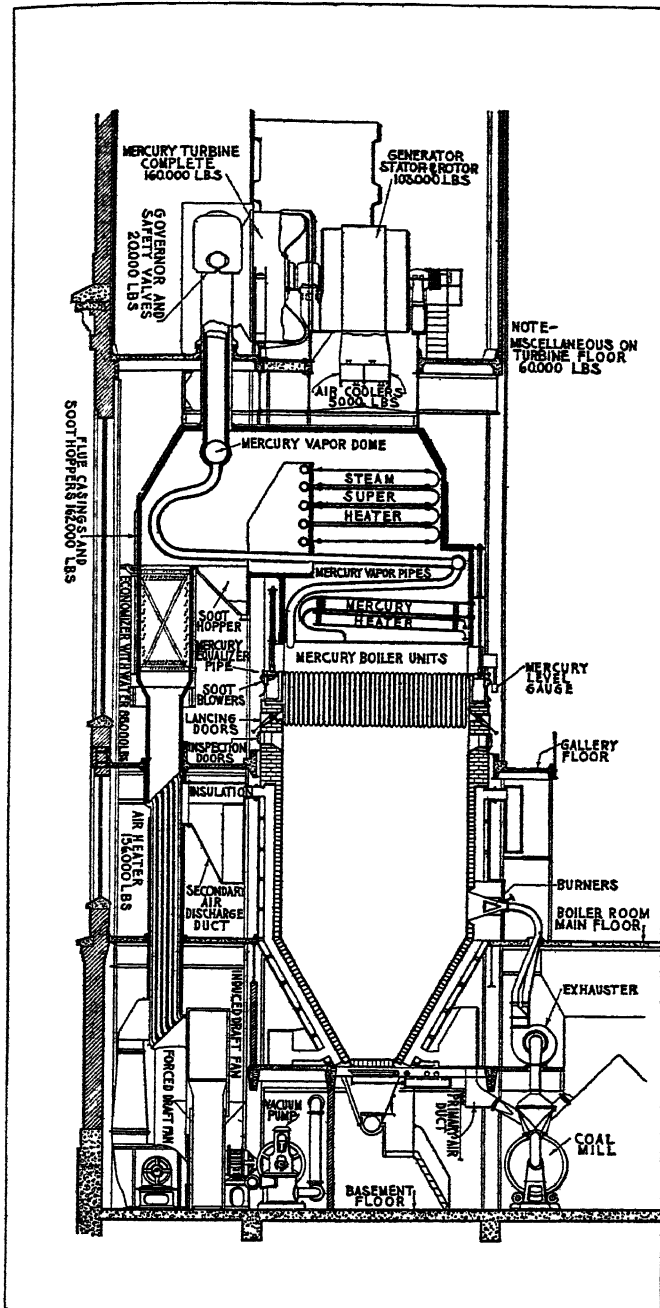 MERCURY TURBINE
COMPLETE
160.000 LBS
GENERATOR
STATOR & ROTOR
103.000 LBS
GOVERNOR AND
SAFETY VALVES
20.000 LBS
NOTE-
MISCELLANEOUS ON
TURBINE FLOOR
60.000 LBS
AIR COOLERS
5000 LBS
MERCURY VAPOR DOME
FLUE CASINGS AND
SOOT HOPPERS 162.000 LBS
STEAM
SUPER
HEATER
MERCURY VAPOR PIPES
SOOT
HOPPER
MERCURY
HEATER
MERCURY
EQUALIZER
PIPE
MERCURY BOILER UNITS
MERCURY
LEVEL
GAUGE
ECONOMIZER WITH WATER
SOOT
BLOWERS
LANCING
DOORS
INSPECTION
DOORS
GALLERY
FLOOR
INSULATION
AIR HEATER
156.000 LBS
SECONDARY
AIR
DISCHARGE
DUCT
BURNERS
BOILER ROOM
MAIN FLOOR
INDUCED DRAFT FAN
EXHAUSTER
FORCED DRAFT FAN
VACUUM
PUMP
PRIMARY AIR
DUCT
COAL
MILL
BASEMENT
FLOOR